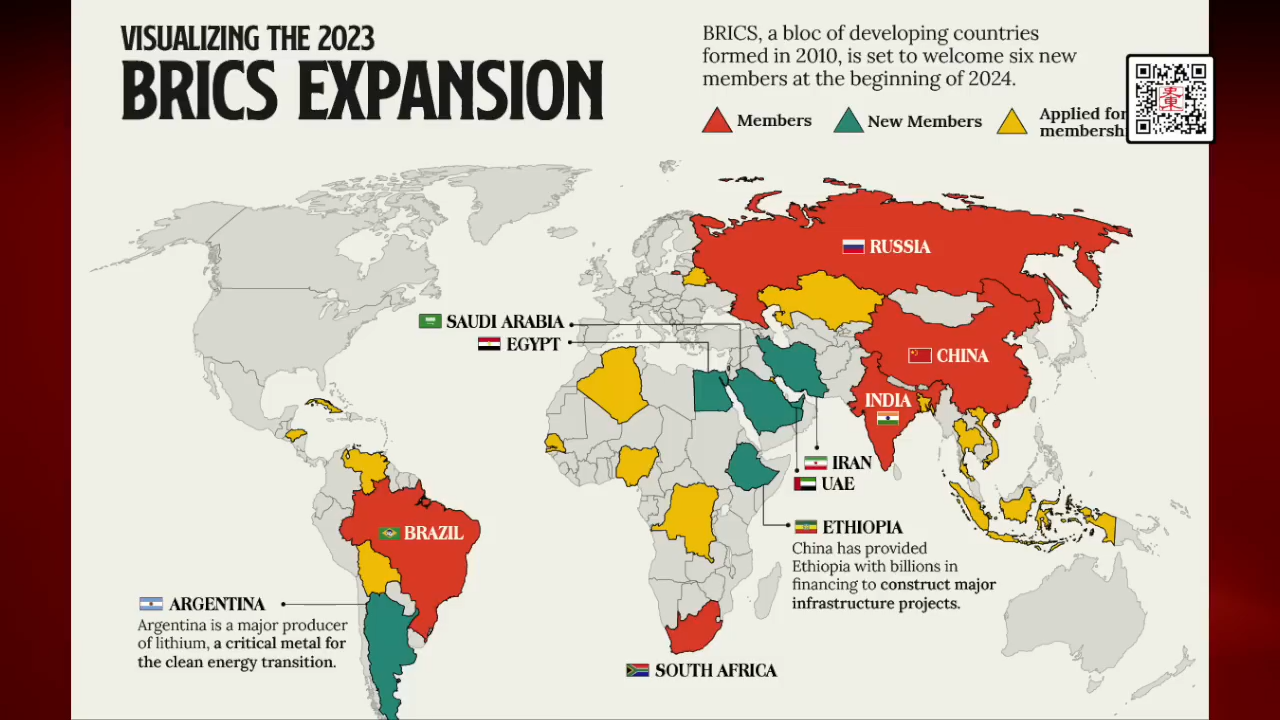 VISUALIZING THE 2023
BRICS EXPANSION
BRICS, a bloc of developing countries
formed in 2010, is set to welcome six new
members at the beginning of 2024.
Members
New Members
Applied for
membersh
RUSSIA
SAUDI ARABIA
EGYPT
CHINA
INDIA
IRAN
UAE
BRAZIL
ETHIOPIA
China has provided
Ethiopia with billions in
financing to construct major
infrastructure projects.
ARGENTINA
Argentina is a major producer
of lithium, a critical metal for
the clean energy transition.
SOUTH AFRICA